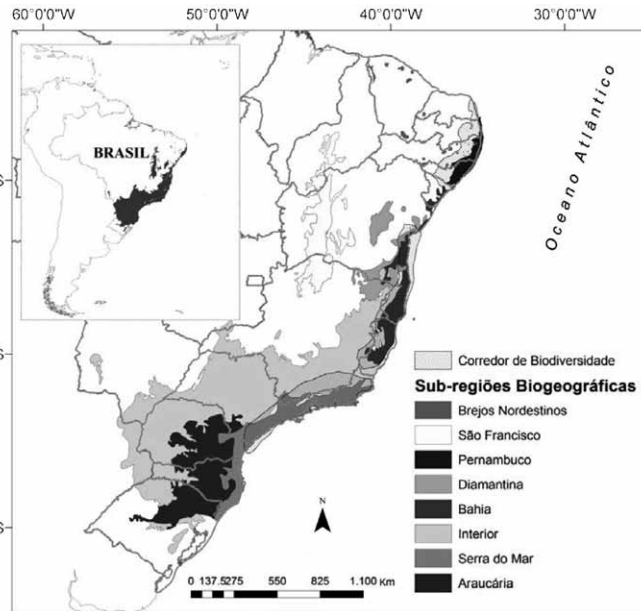 60°0'0"W 50°0'0"W 40°0'0"W 30°0'0"W
BRASIL
Oceano Atlântico
Corredor de Biodiversidade
Sub-regiões Biogeográficas
Brejos Nordestinos
São Francisco
Pernambuco
Diamantina
Bahia
Interior
Serra do Mar
Araucária
N
0 137.5275 550 825 1.100 Km